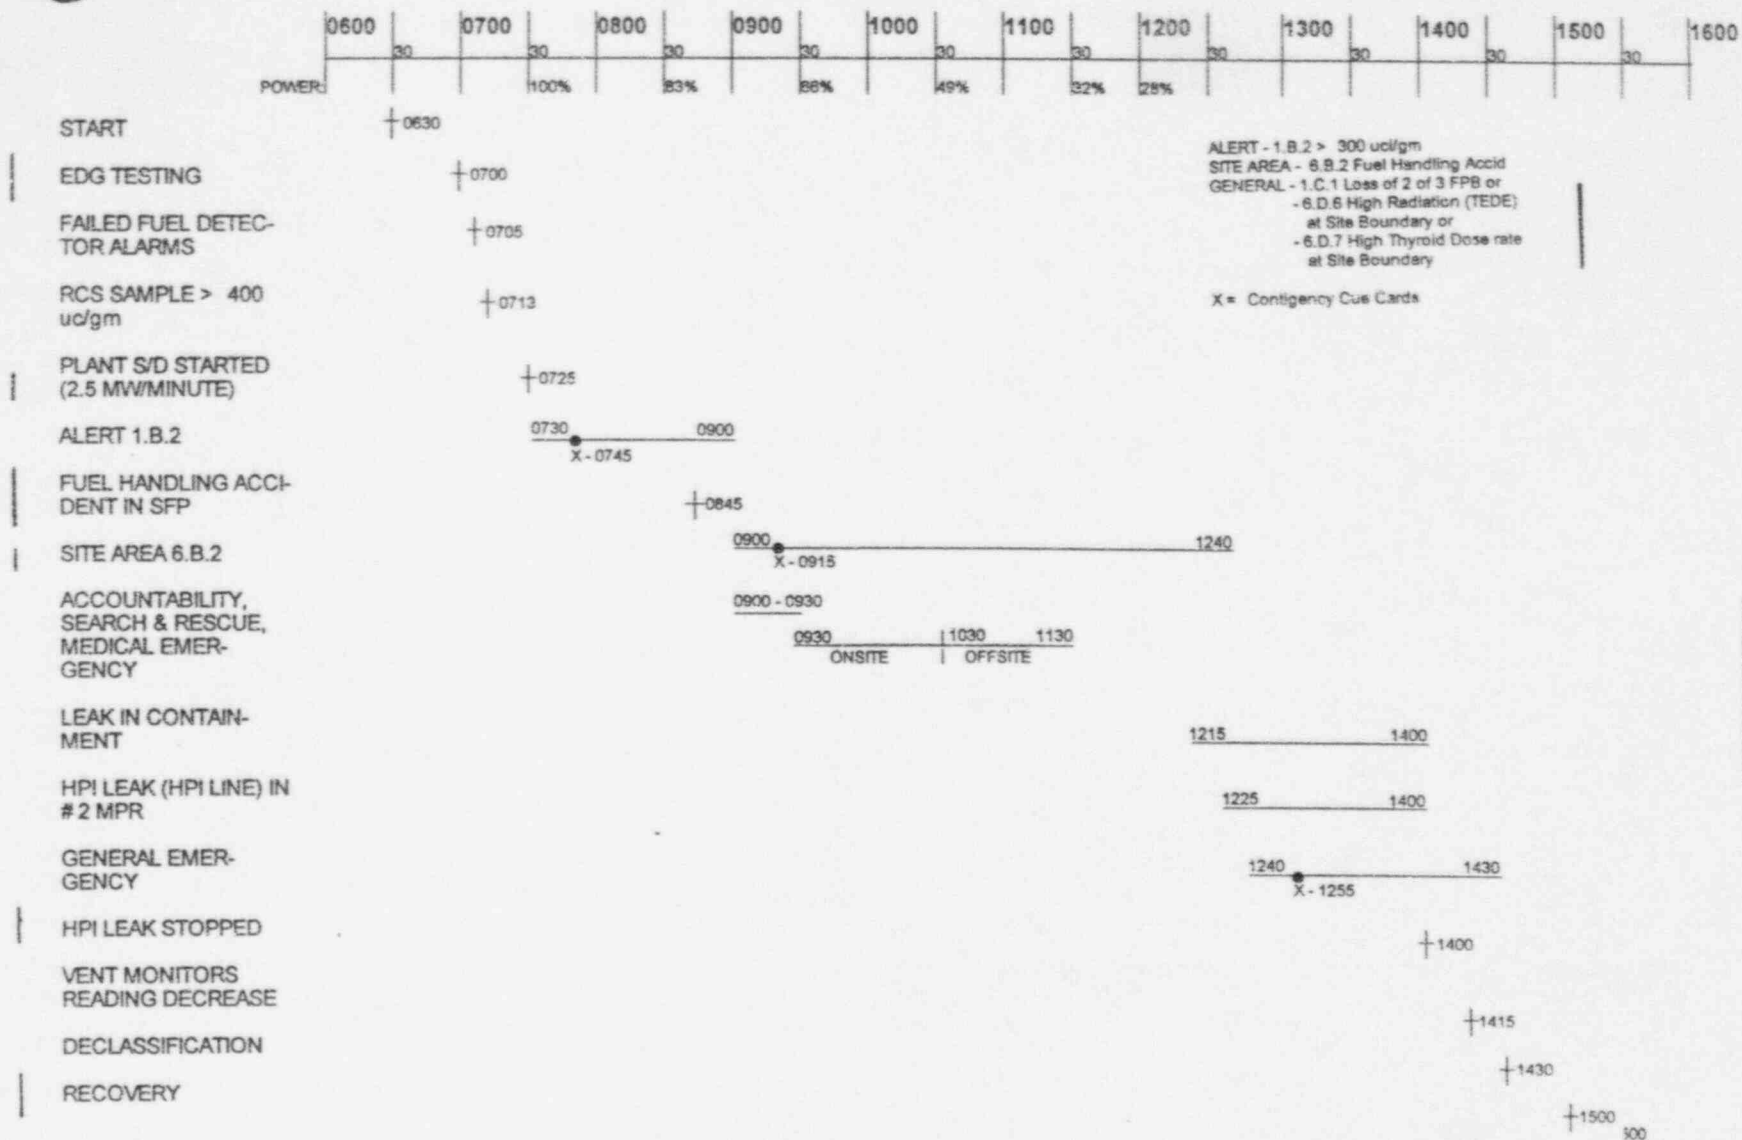 0600 0700 0800 0900 1000 1100 1200 1300 1400 1500 1600
30 30 30 30 30 30 30 30 30 30
POWER: 100% 83% 66% 49% 32% 28%
START 0630
EDG TESTING 0700
ALERT - 1.B.2 > 300 uci/gm
SITE AREA - 6.B.2 Fuel Handling Accid
GENERAL - 1.C.1 Loss of 2 of 3 FPB or
- 6.D.6 High Radiation (TEDE)
at Site Boundary or
- 6.D.7 High Thyroid Dose rate
at Site Boundary
X = Contigency Cue Cards
FAILED FUEL DETEC-
TOR ALARMS 0705
RCS SAMPLE > 400
uc/gm 0713
PLANT S/D STARTED
(2.5 MW/MINUTE) 0725
ALERT 1.B.2 0730 0900
X - 0745
FUEL HANDLING ACCI-
DENT IN SFP 0845
SITE AREA 6.B.2 0900 1240
X - 0915
ACCOUNTABILITY, 0900 - 0930
SEARCH & RESCUE,
MEDICAL EMER- 0930 1030 1130
GENCY ONSITE OFFSITE
LEAK IN CONTAIN-
MENT 1215 1400
HPI LEAK (HPI LINE) IN 1225 1400
# 2 MPR
GENERAL EMER- 1240 1430
GENCY X - 1255
HPI LEAK STOPPED 1400
VENT MONITORS
READING DECREASE 1415
DECLASSIFICATION 1430
RECOVERY 1500